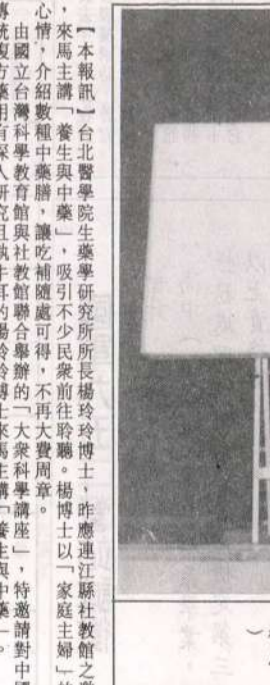 【本報訊】台北醫學院生藥學研究所所長楊玲玲博士,昨應連江縣社教館之邀
,來馬主講「養生與中藥」,吸引不少民衆前往聆聽。楊博士以「家庭主婦」的
心情,介紹數種中藥膳,讓吃補隨處可得,不再大費周章。
由國立台灣科學教育館與社教館聯合舉辦的「大衆科學講座」,特邀請對中國
傳統複方藥用有深入研究且執牛耳的楊玲玲博士來馬主講「養生與中藥」。